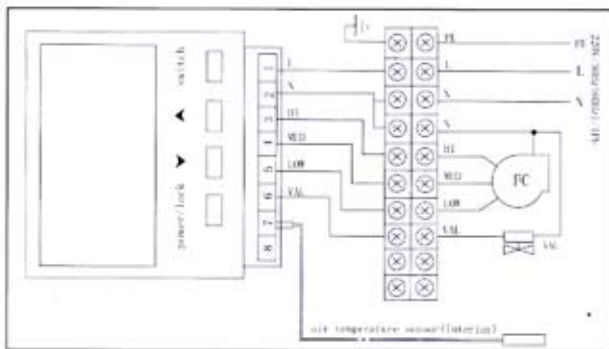 switch
power/lock
1
2
3
4
5
6
7
8
L
N
HI
MED
LOW
VAL
PE
L
N
N
HI
MED
LOW
VAL
PE
L
N
FC
VAL
air temperature sensor(interius)